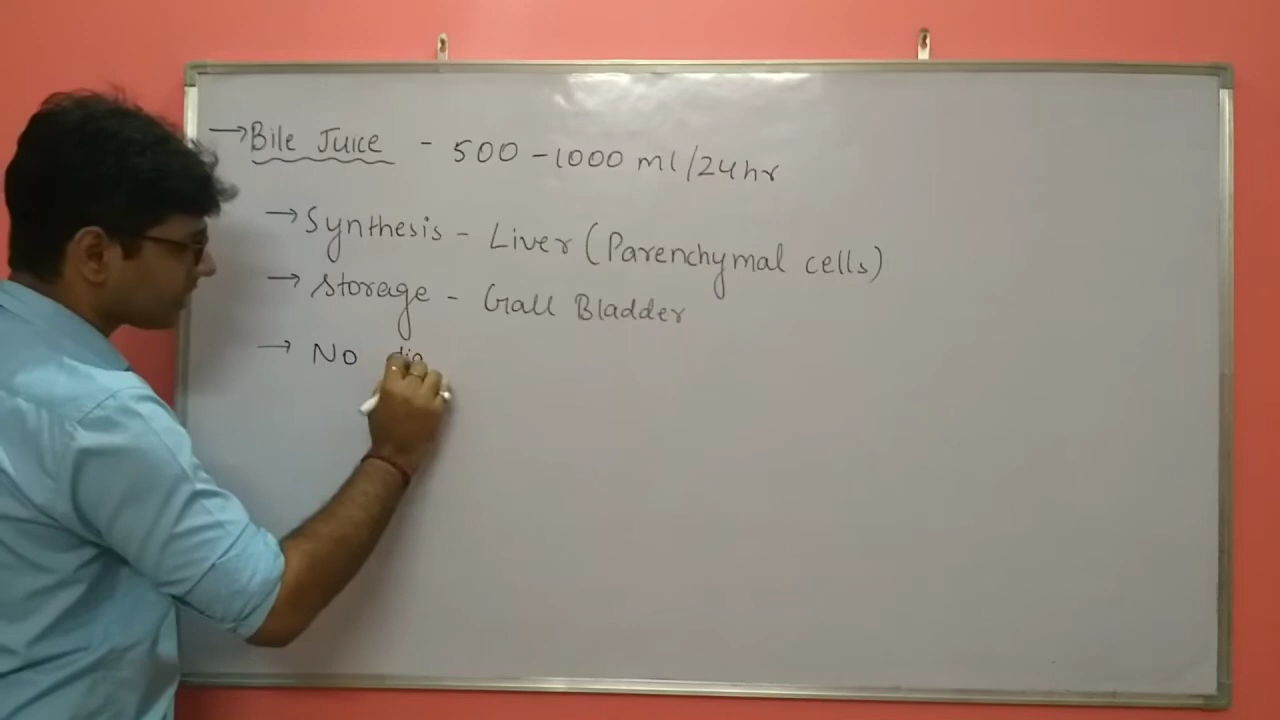 →Bile Juice - 500 -1000 ml/24hr
→ Synthesis - Liver (Parenchymal cells)
→ Storage - Gall Bladder
→ No